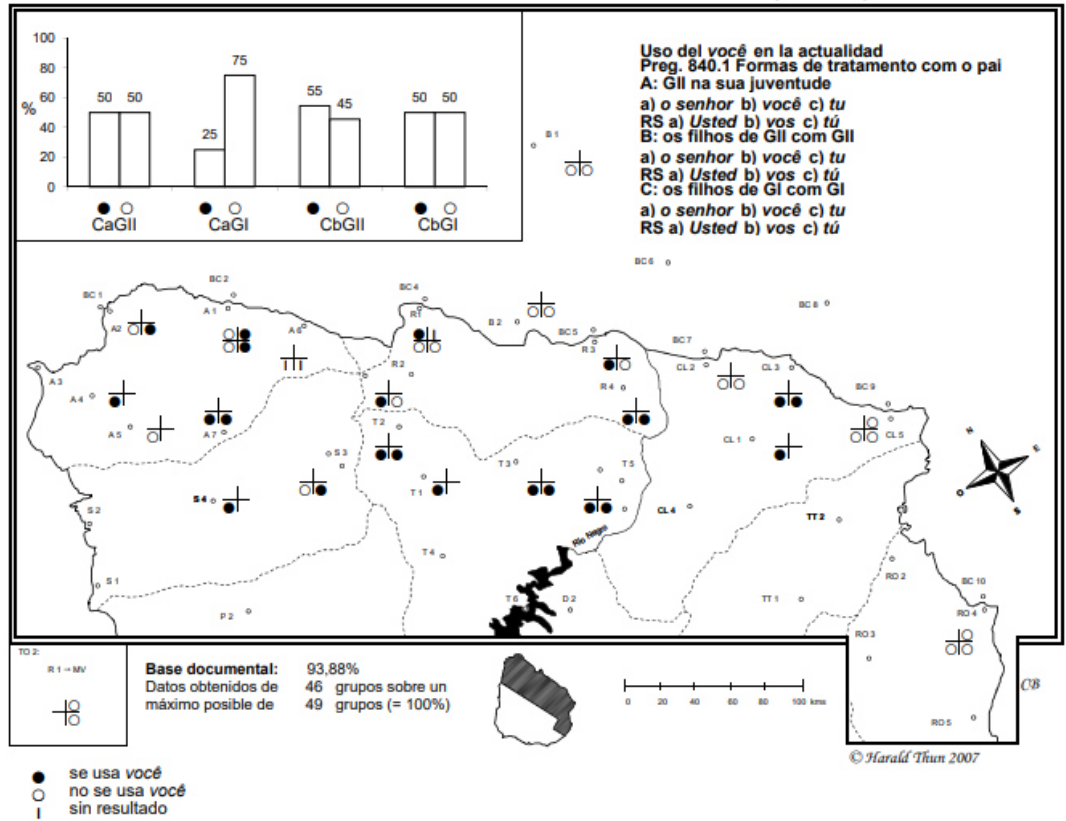 100
80
60
40
20
0
%
50 50
25
75
55
45
50 50
CaGII
CaGI
CbGII
CbGI
Uso del você en la actualidad
Preg. 840.1 Formas de tratamento com o pai
A: GII na sua juventude
a) o senhor b) você c) tu
RS a) Usted b) vos c) tú
B: os filhos de GII com GII
a) o senhor b) você c) tu
RS a) Usted b) vos c) tú
C: os filhos de GI com GI
a) o senhor b) você c) tu
RS a) Usted b) vos c) tú
B 1
BC 6
BC 8
BC 1
BC 2
BC 4
A 1
A2
A 6
R1
B 2
BC 5
R 3
BC 7
CL 2
CL 3
BC 9
A 3
A 4
R 2
R 4
A 5
A 7
T 2
CL 1
CL 5
S 3
T 3
T 5
T 1
S 4
S 2
CL 4
TT 2
N
E
O
S
Río Negro
T 4
S 1
P 2
T 6
D 2
TT 1
RO 2
BC 10
RO 4
RO 3
RO 5
TO 2:
R 1 → MV
Base documental: 93,88%
Datos obtenidos de 46 grupos sobre un
máximo posible de 49 grupos (= 100%)
0 20 40 60 80 100 kms
CB
© Harald Thun 2007
se usa você
no se usa você
sin resultado